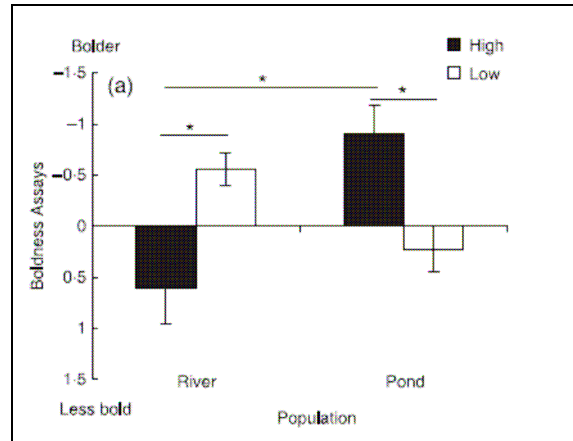 Bolder
High
Low
−1·5
(a)
*
−1
*
*
−0·5
0
0·5
1
1·5
Boldness Assays
River
Pond
Less bold
Population